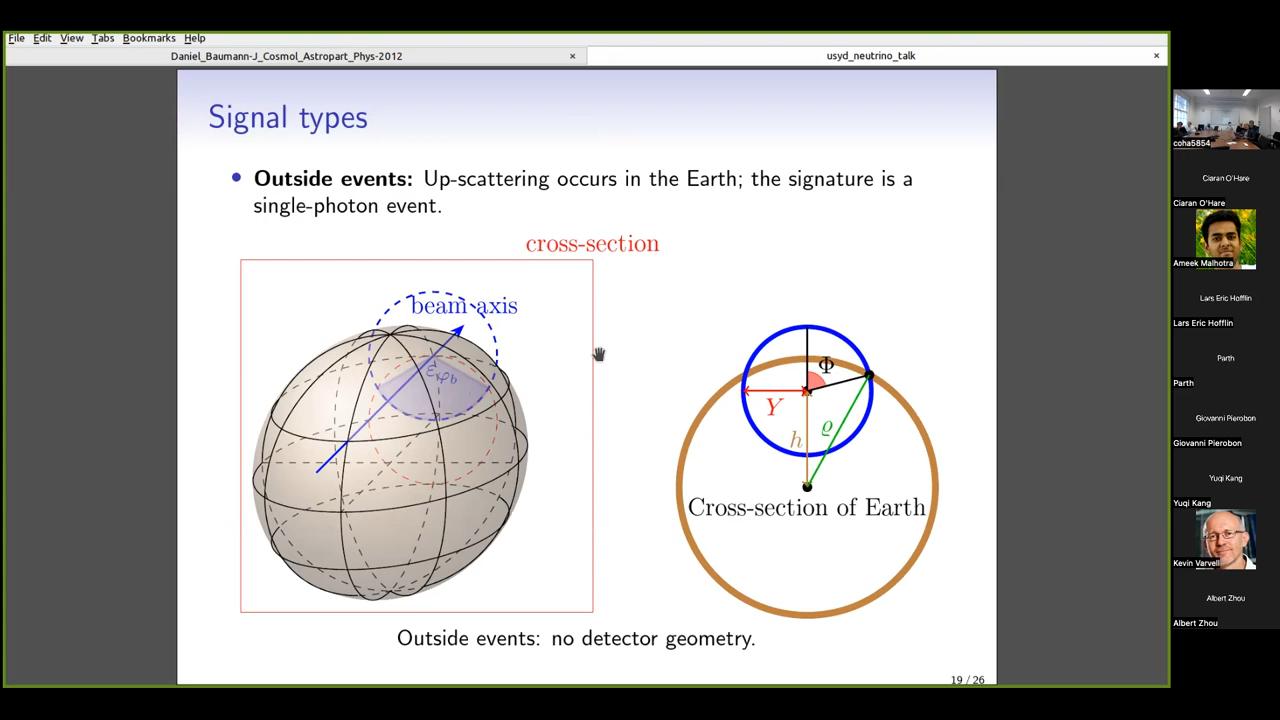 File Edit View Tabs Bookmarks Help
Daniel_Baumann-J_Cosmol_Astropart_Phys-2012 ×
usyd_neutrino_talk ×
Signal types
• Outside events: Up-scattering occurs in the Earth; the signature is a
single-photon event.
cross-section
beam axis
Φ
Y
h
ϱ
Cross-section of Earth
Outside events: no detector geometry.
19 / 26
coha5854
Ciaran O'Hare
Ciaran O'Hare
Ameek Malhotra
Lars Eric Hofflin
Lars Eric Hofflin
Parth
Parth
Giovanni Pierobon
Giovanni Pierobon
Yuqi Kang
Yuqi Kang
Kevin Varvell
Albert Zhou
Albert Zhou